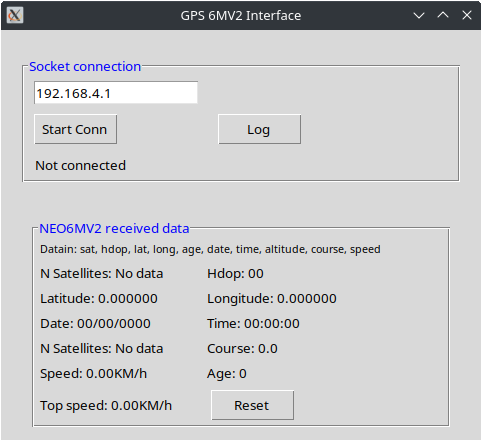 GPS 6MV2 Interface
Socket connection
192.168.4.1
Start Conn Log
Not connected
NEO6MV2 received data
Datain: sat, hdop, lat, long, age, date, time, altitude, course, speed
N Satellites: No data Hdop: 00
Latitude: 0.000000 Longitude: 0.000000
Date: 00/00/0000 Time: 00:00:00
N Satellites: No data Course: 0.0
Speed: 0.00KM/h Age: 0
Top speed: 0.00KM/h Reset